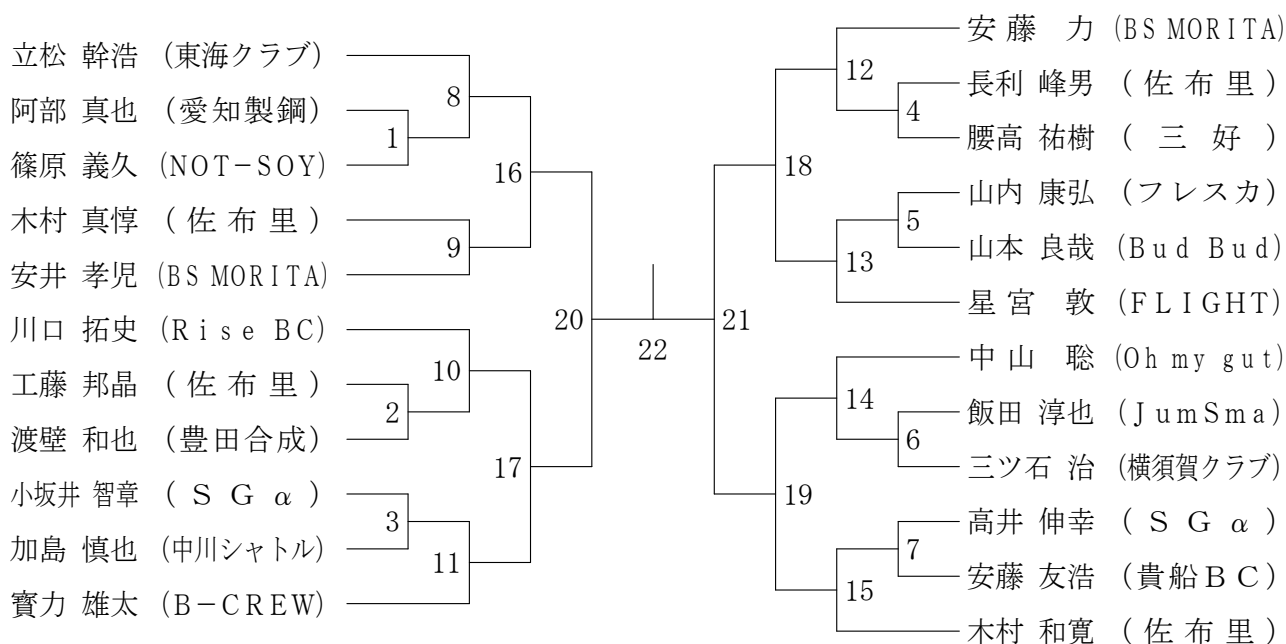 立松 幹浩 (東海クラブ)
阿部 真也 (愛知製鋼)
篠原 義久 (NOT−SOY)
木村 真惇 (佐布里)
安井 孝児 (BS MORITA)
川口 拓史 (Rise BC)
工藤 邦晶 (佐布里)
渡壁 和也 (豊田合成)
小坂井 智章 (SGα)
加島 慎也 (中川シャトル)
寳力 雄太 (B−CREW)
8
1
16
9
20
10
2
17
3
11
22
12
4
18
5
13
21
14
6
19
7
15
安藤 力 (BS MORITA)
長利 峰男 (佐布里)
腰高 祐樹 (三好)
山内 康弘 (フレスカ)
山本 良哉 (Bud Bud)
星宮 敦 (FLIGHT)
中山 聡 (Oh my gut)
飯田 淳也 (JumSma)
三ツ石 治 (横須賀クラブ)
高井 伸幸 (SGα)
安藤 友浩 (貴船BC)
木村 和寛 (佐布里)